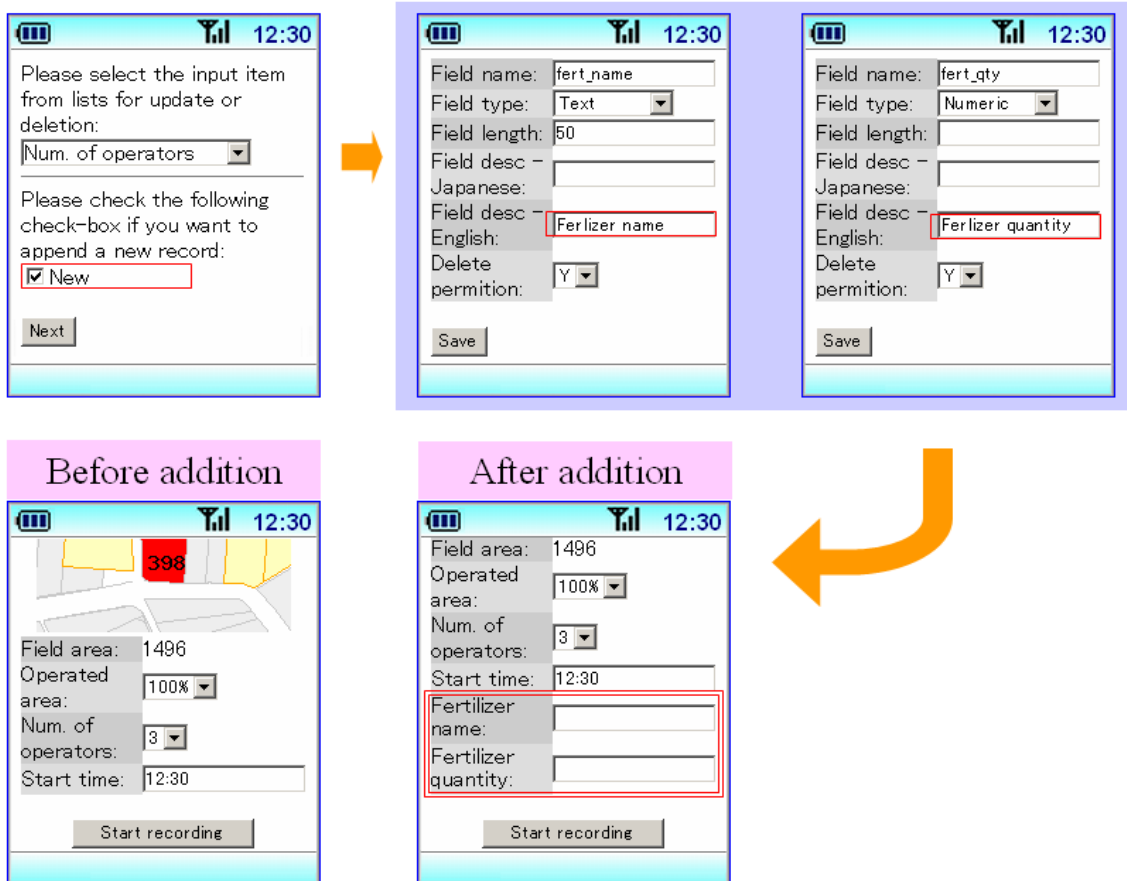 12:30
Please select the input item
from lists for update or
deletion:
Num. of operators
Please check the following
check-box if you want to
append a new record:
New
Next
12:30
Field name: fert_name
Field type: Text
Field length: 50
Field desc -
Japanese:
Field desc -
English: Ferlizer name
Delete
permition: Y
Save
12:30
Field name: fert_qty
Field type: Numeric
Field length:
Field desc -
Japanese:
Field desc -
English: Ferlizer quantity
Delete
permition: Y
Save
Before addition
12:30
398
Field area: 1496
Operated
area: 100%
Num. of
operators: 3
Start time: 12:30
Start recording
After addition
12:30
Field area: 1496
Operated
area: 100%
Num. of
operators: 3
Start time: 12:30
Fertilizer
name:
Fertilizer
quantity:
Start recording